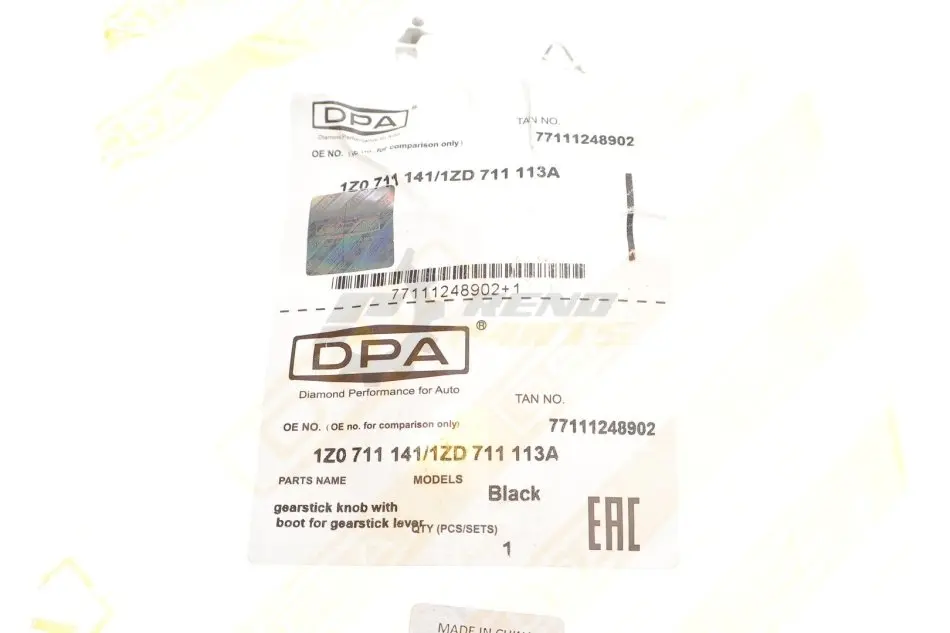 DPA ®
Diamond Performance for Auto
TAN NO.
77111248902
OE NO. no. for comparison only)
1Z0 711 141/1ZD 711 113A
77111248902+1
TREND
PARTS
DPA ®
Diamond Performance for Auto
TAN NO.
OE NO. (OE no. for comparison only)
77111248902
1Z0 711 141/1ZD 711 113A
PARTS NAME
MODELS
Black
gearstick knob with
boot for gearstick lever
QTY (PCS/SETS)
1
EAC
MADE IN CHINA